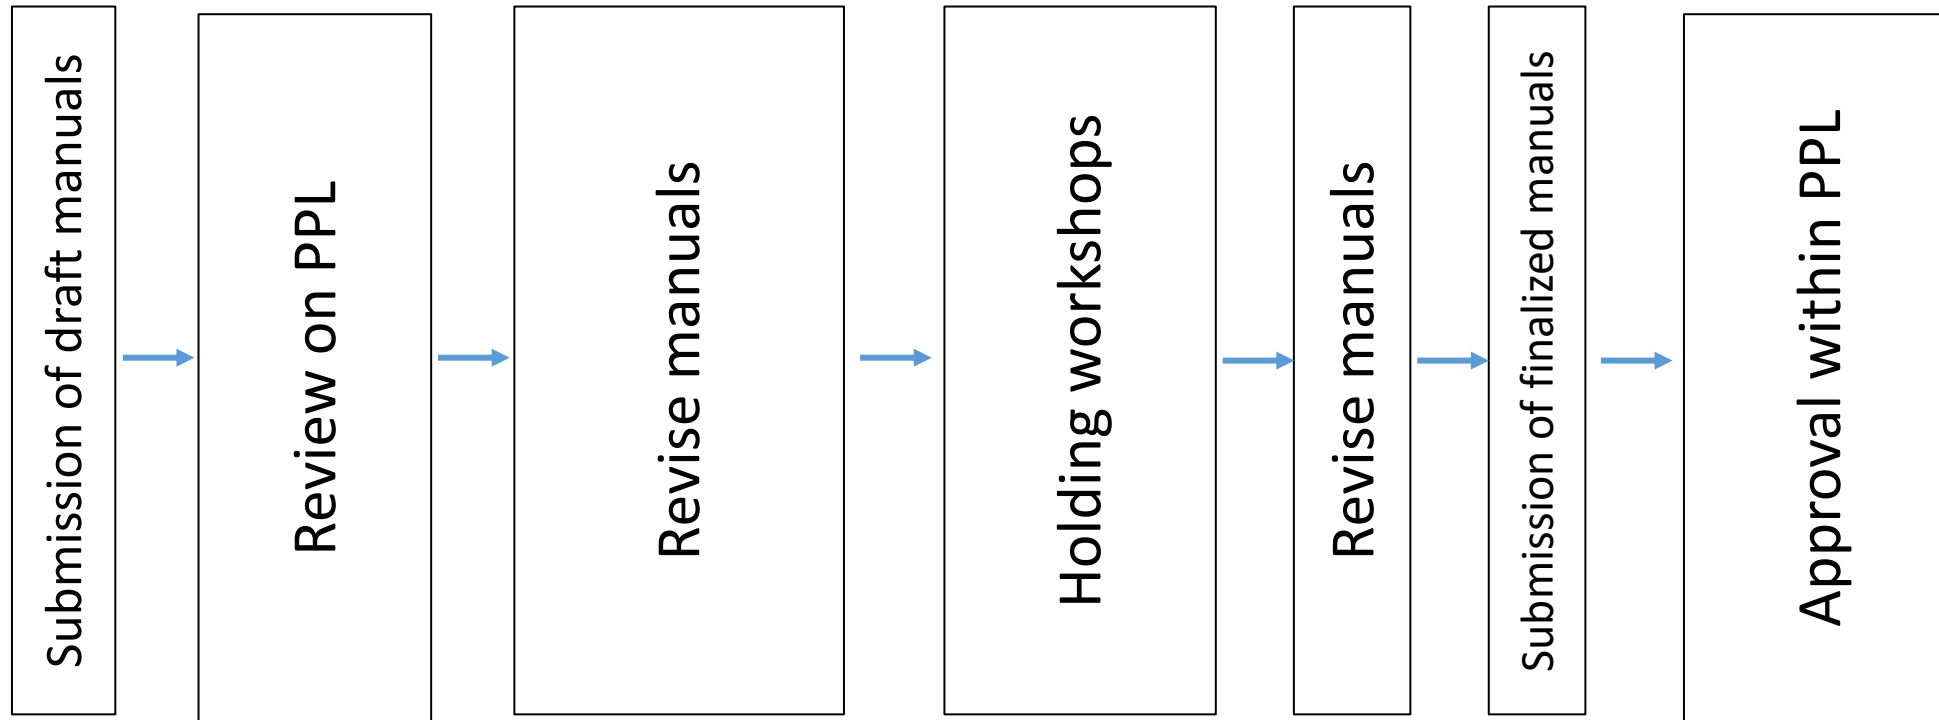 Submission of draft manuals
Review on PPL
Revise manuals
Holding workshops
Revise manuals
Submission of finalized manuals
Approval within PPL